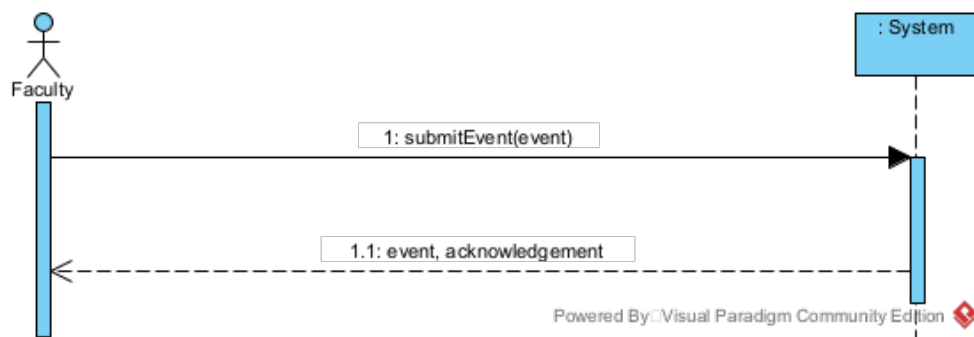 : System
Faculty
1: submitEvent(event)
1.1: event, acknowledgement
Powered By Visual Paradigm Community Edition